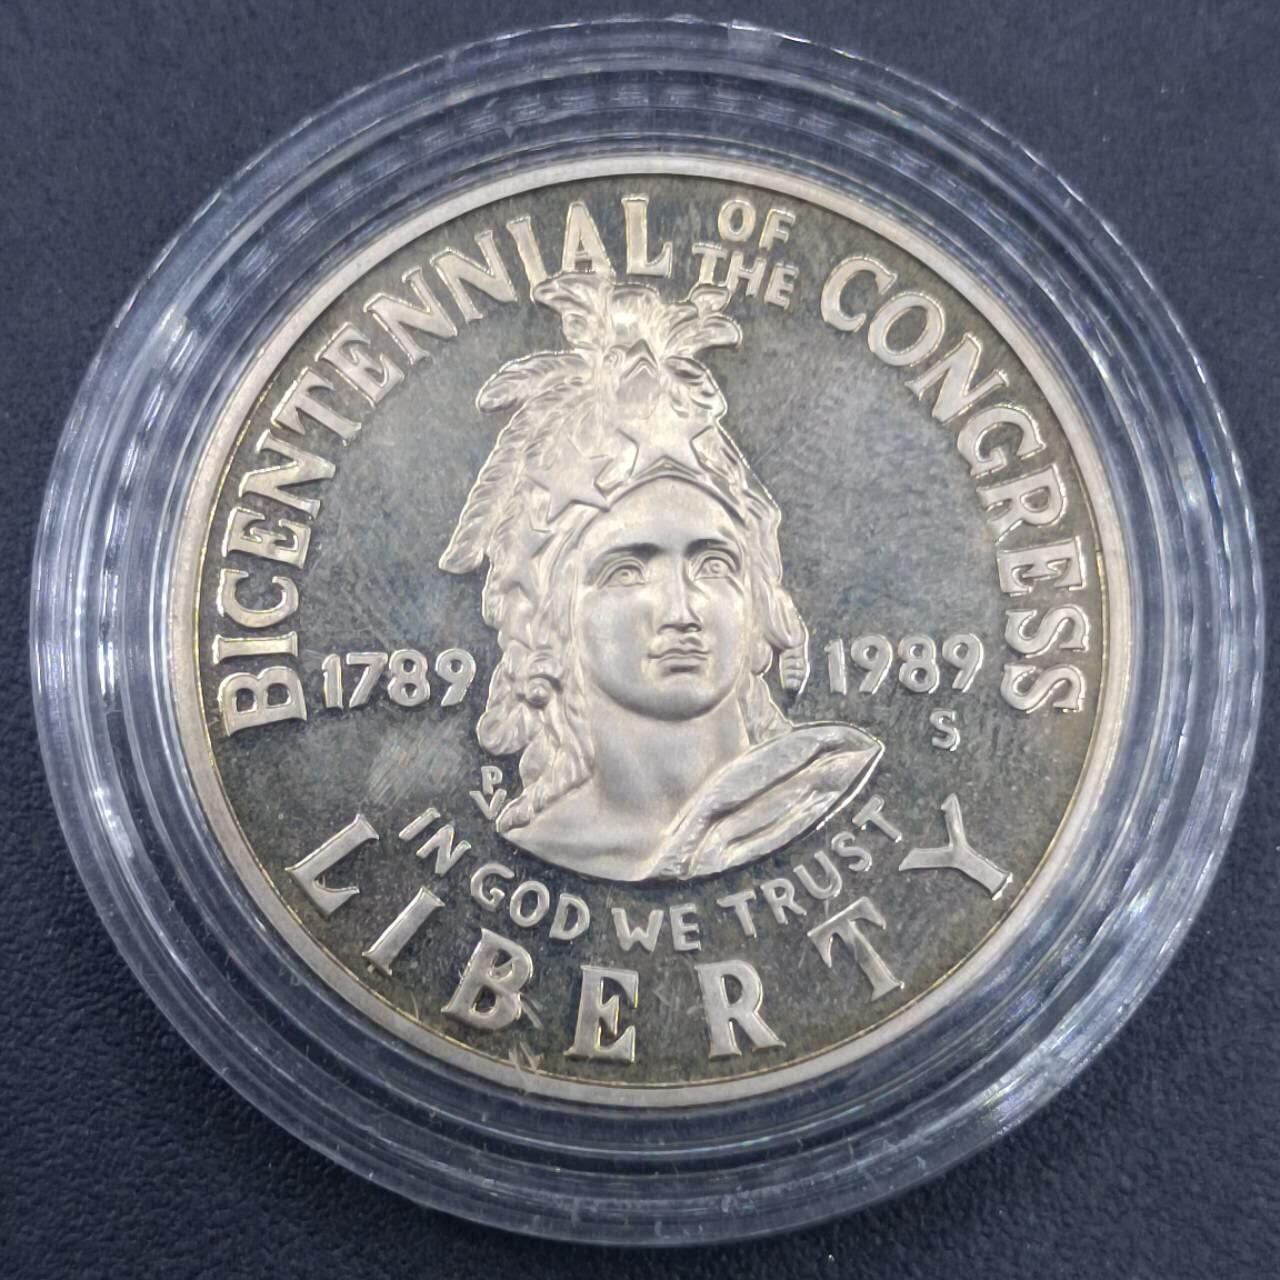 BICENTENNIAL OF THE CONGRESS
1789
1989
S
PV
IN GOD WE TRUST
LIBERTY